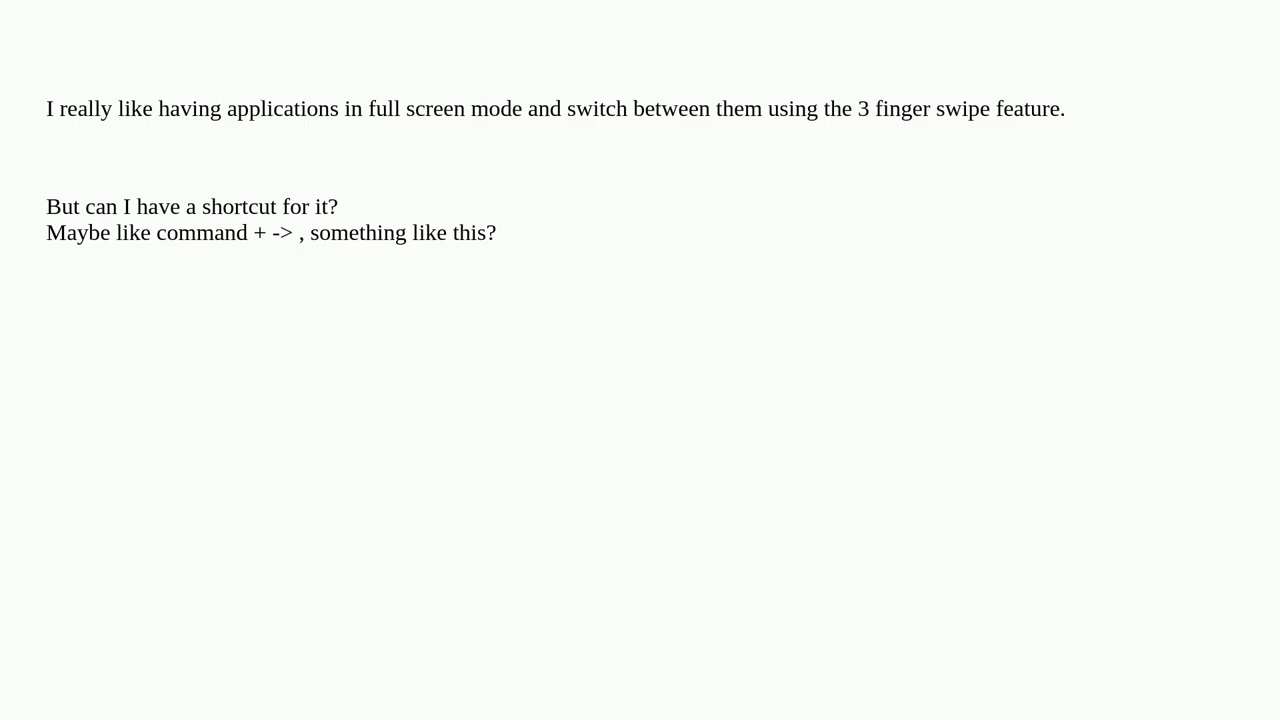 I really like having applications in full screen mode and switch between them using the 3 finger swipe feature.
But can I have a shortcut for it?
Maybe like command + -> , something like this?